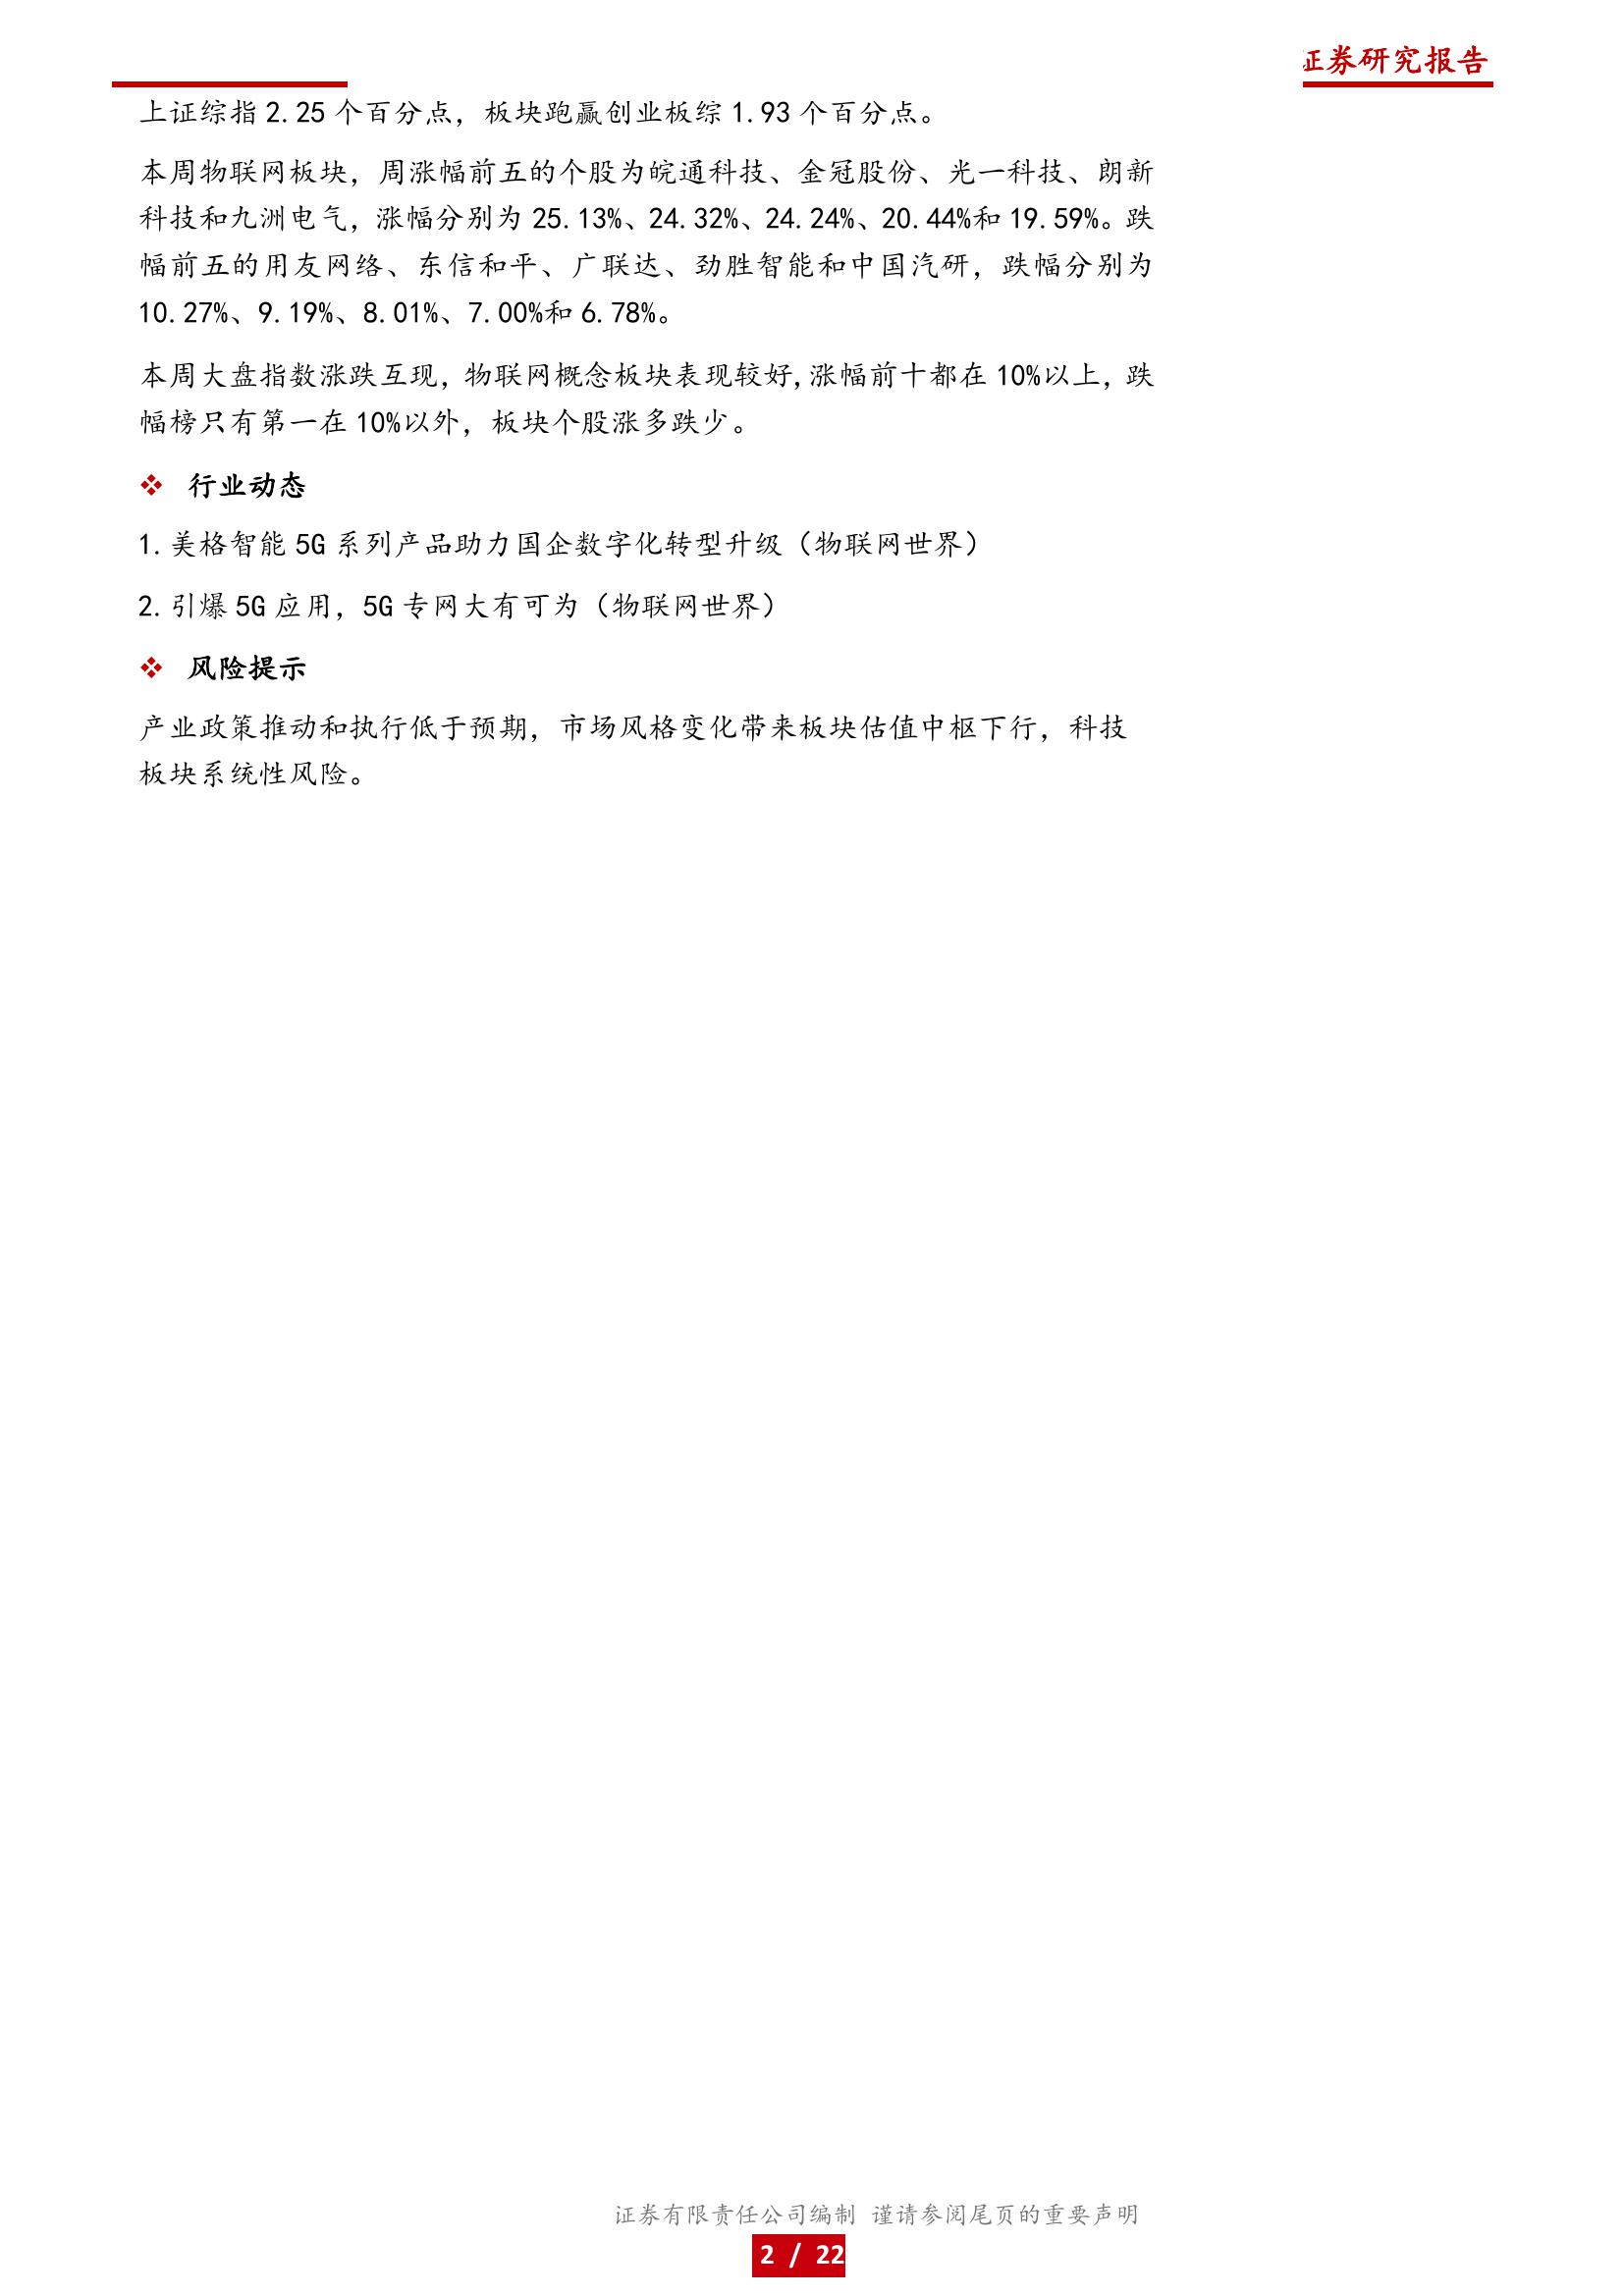 证券研究报告
上证综指 2.25 个百分点，板块跑赢创业板综 1.93 个百分点。
本周物联网板块，周涨幅前五的个股为皖通科技、金冠股份、光一科技、朗新
科技和九洲电气，涨幅分别为 25.13%、24.32%、24.24%、20.44%和 19.59%。跌
幅前五的用友网络、东信和平、广联达、劲胜智能和中国汽研，跌幅分别为
10.27%、9.19%、8.01%、7.00%和 6.78%。
本周大盘指数涨跌互现，物联网概念板块表现较好,涨幅前十都在 10%以上，跌
幅榜只有第一在 10%以外，板块个股涨多跌少。
❖ 行业动态
1.美格智能 5G 系列产品助力国企数字化转型升级（物联网世界）
2.引爆 5G 应用，5G 专网大有可为（物联网世界）
❖ 风险提示
产业政策推动和执行低于预期，市场风格变化带来板块估值中枢下行，科技
板块系统性风险。
证券有限责任公司编制 谨请参阅尾页的重要声明
2 / 22